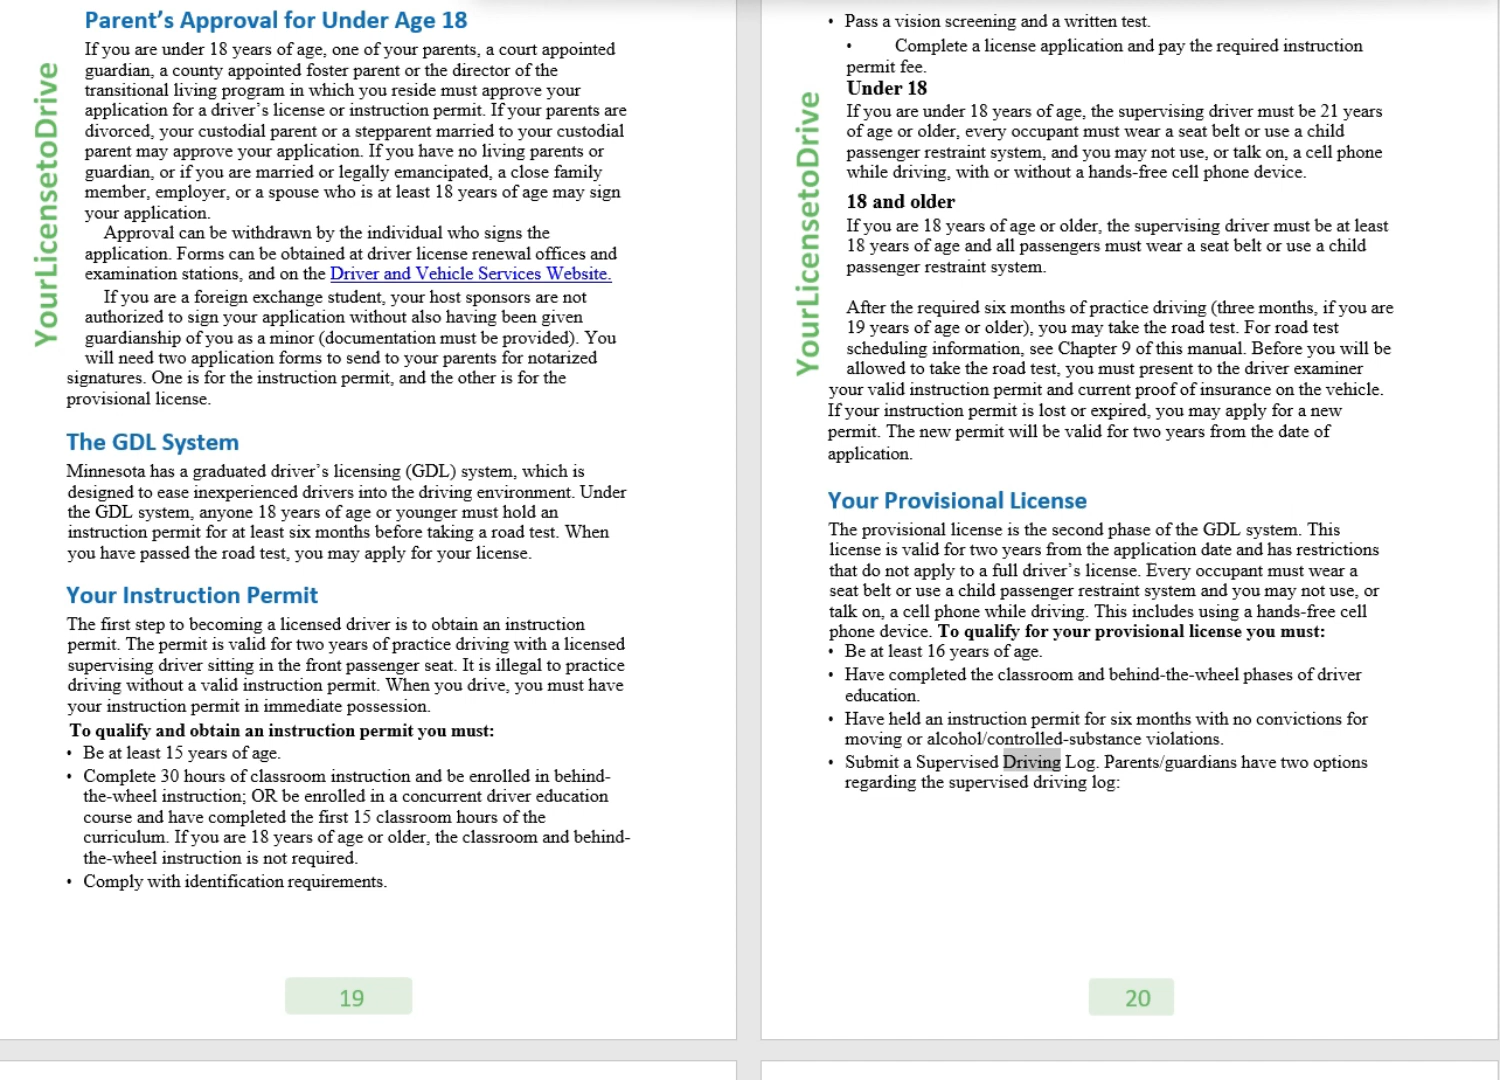 Parent's Approval for Under Age 18
If you are under 18 years of age, one of your parents, a court appointed
guardian, a county appointed foster parent or the director of the
transitional living program in which you reside must approve your
application for a driver's license or instruction permit. If your parents are
divorced, your custodial parent or a stepparent married to your custodial
parent may approve your application. If you have no living parents or
guardian, or if you are married or legally emancipated, a close family
member, employer, or a spouse who is at least 18 years of age may sign
your application.
Approval can be withdrawn by the individual who signs the
application. Forms can be obtained at driver license renewal offices and
examination stations, and on the Driver and Vehicle Services Website.
If you are a foreign exchange student, your host sponsors are not
authorized to sign your application without also having been given
guardianship of you as a minor (documentation must be provided). You
will need two application forms to send to your parents for notarized
signatures. One is for the instruction permit, and the other is for the
provisional license.
YourLicensetoDrive
The GDL System
Minnesota has a graduated driver's licensing (GDL) system, which is
designed to ease inexperienced drivers into the driving environment. Under
the GDL system, anyone 18 years of age or younger must hold an
instruction permit for at least six months before taking a road test. When
you have passed the road test, you may apply for your license.
Your Instruction Permit
The first step to becoming a licensed driver is to obtain an instruction
permit. The permit is valid for two years of practice driving with a licensed
supervising driver sitting in the front passenger seat. It is illegal to practice
driving without a valid instruction permit. When you drive, you must have
your instruction permit in immediate possession.
To qualify and obtain an instruction permit you must:
• Be at least 15 years of age.
• Complete 30 hours of classroom instruction and be enrolled in behind-
the-wheel instruction; OR be enrolled in a concurrent driver education
course and have completed the first 15 classroom hours of the
curriculum. If you are 18 years of age or older, the classroom and behind-
the-wheel instruction is not required.
• Comply with identification requirements.
19
• Pass a vision screening and a written test.
• Complete a license application and pay the required instruction
permit fee.
Under 18
If you are under 18 years of age, the supervising driver must be 21 years
of age or older, every occupant must wear a seat belt or use a child
passenger restraint system, and you may not use, or talk on, a cell phone
while driving, with or without a hands-free cell phone device.
18 and older
If you are 18 years of age or older, the supervising driver must be at least
18 years of age and all passengers must wear a seat belt or use a child
passenger restraint system.
YourLicensetoDrive
After the required six months of practice driving (three months, if you are
19 years of age or older), you may take the road test. For road test
scheduling information, see Chapter 9 of this manual. Before you will be
allowed to take the road test, you must present to the driver examiner
your valid instruction permit and current proof of insurance on the vehicle.
If your instruction permit is lost or expired, you may apply for a new
permit. The new permit will be valid for two years from the date of
application.
Your Provisional License
The provisional license is the second phase of the GDL system. This
license is valid for two years from the application date and has restrictions
that do not apply to a full driver's license. Every occupant must wear a
seat belt or use a child passenger restraint system and you may not use, or
talk on, a cell phone while driving. This includes using a hands-free cell
phone device. To qualify for your provisional license you must:
• Be at least 16 years of age.
• Have completed the classroom and behind-the-wheel phases of driver
education.
• Have held an instruction permit for six months with no convictions for
moving or alcohol/controlled-substance violations.
• Submit a Supervised Driving Log. Parents/guardians have two options
regarding the supervised driving log:
20